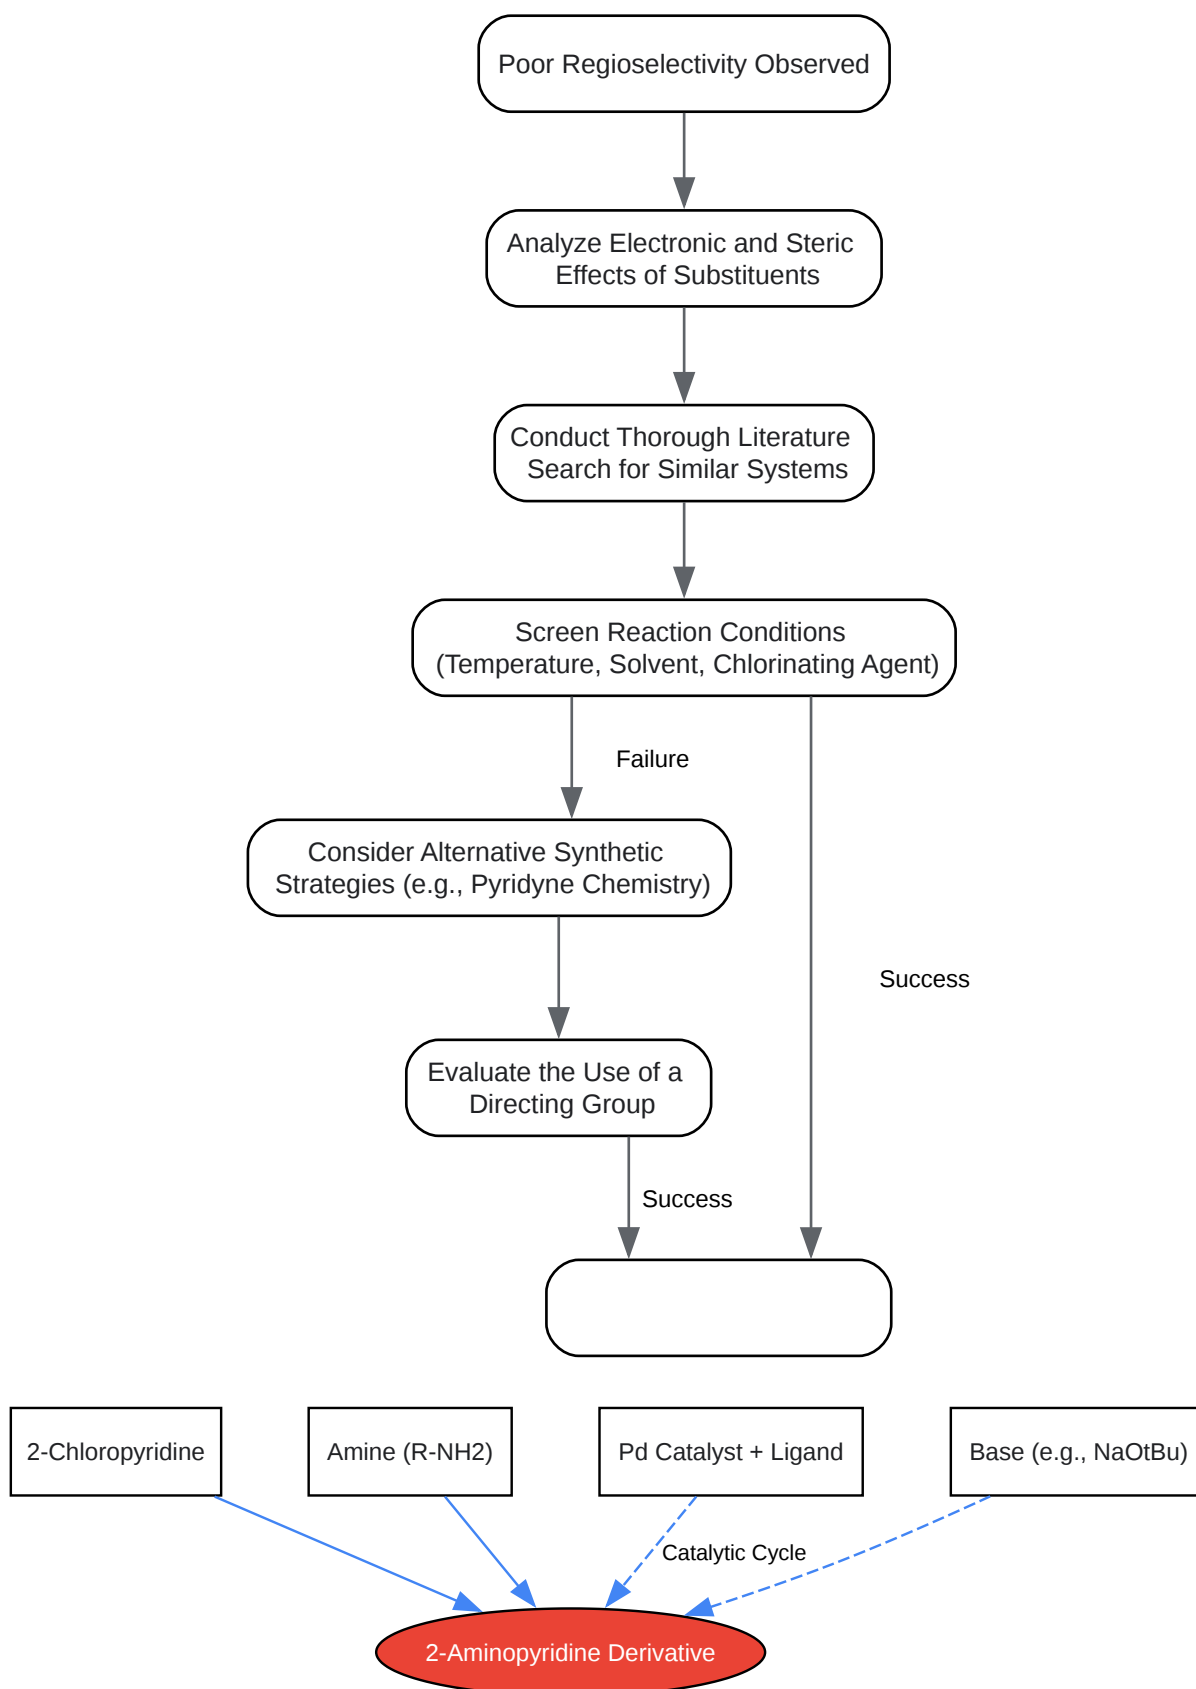 Poor Regioselectivity Observed
Analyze Electronic and Steric
Effects of Substituents
Conduct Thorough Literature
Search for Similar Systems
Screen Reaction Conditions
(Temperature, Solvent, Chlorinating Agent)
Failure
Consider Alternative Synthetic
Strategies (e.g., Pyridyne Chemistry)
Success
Evaluate the Use of a
Directing Group
Success
2-Chloropyridine
Amine (R-NH2)
Pd Catalyst + Ligand
Base (e.g., NaOtBu)
Catalytic Cycle
2-Aminopyridine Derivative